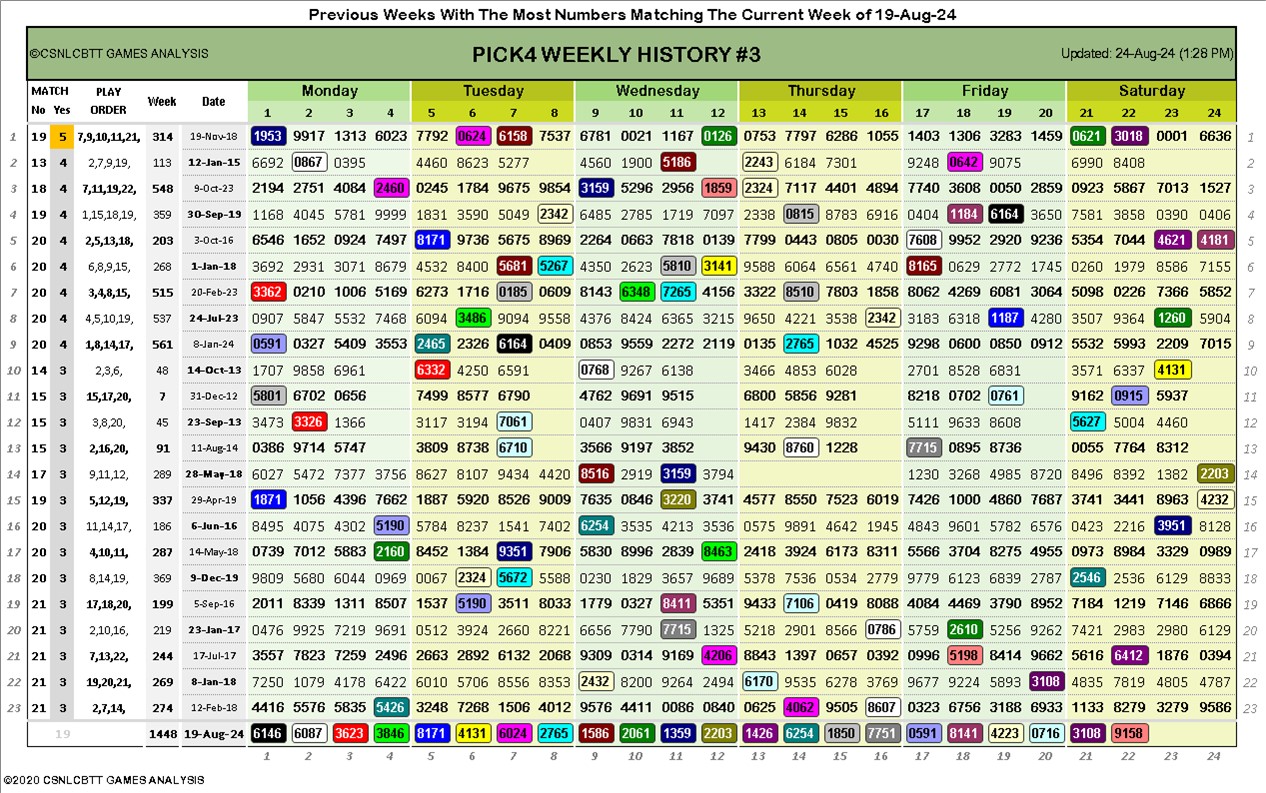 Previous Weeks With The Most Numbers Matching The Current Week of 19-Aug-24
©CSNLCBTT GAMES ANALYSIS PICK4 WEEKLY HISTORY #3 Updated: 24-Aug-24 (1:28 PM)
MATCH PLAY Week Date Monday Tuesday Wednesday Thursday Friday Saturday
No Yes ORDER 1 2 3 4 5 6 7 8 9 10 11 12 13 14 15 16 17 18 19 20 21 22 23 24
1 19 5 7,9,10,11,21, 314 19-Nov-18 1953 9917 1313 6023 7792 0624 6158 7537 6781 0021 1167 0126 0753 7797 6286 1055 1403 1306 3283 1459 0621 3018 0001 6636 1
2 13 4 2,7,9,19, 113 12-Jan-15 6692 0867 0395 4460 8623 5277 4560 1900 5186 2243 6184 7301 9248 0642 9075 6990 8408 2
3 18 4 7,11,19,22, 548 9-Oct-23 2194 2751 4084 2460 0245 1784 9675 9854 3159 5296 2956 1859 2324 7117 4401 4894 7740 3608 0050 2859 0923 5867 7013 1527 3
4 19 4 1,15,18,19, 359 30-Sep-19 1168 4045 5781 9999 1831 3590 5049 2342 6485 2785 1719 7097 2338 0815 8783 6916 0404 1184 6164 3650 7581 3858 0390 0406 4
5 20 4 2,5,13,18, 203 3-Oct-16 6546 1652 0924 7497 8171 9736 5675 8969 2264 0663 7818 0139 7799 0443 0805 0030 7608 9952 2920 9236 5354 7044 4621 4181 5
6 20 4 6,8,9,15, 268 1-Jan-18 3692 2931 3071 8679 4532 8400 5681 5267 4350 2623 5810 3141 9588 6064 6561 4740 8165 0629 2772 1745 0260 1979 8586 7155 6
7 20 4 3,4,8,15, 515 20-Feb-23 3362 0210 1006 5169 6273 1716 0185 0609 8143 6348 7265 4156 3322 8510 7803 1858 8062 4269 6081 3064 5098 0226 7366 5852 7
8 20 4 4,5,10,19, 537 24-Jul-23 0907 5847 5532 7468 6094 3486 9094 9558 4376 8424 6365 3215 9650 4221 3538 2342 3183 6318 1187 4280 3507 9364 1260 5904 8
9 20 4 1,8,14,17, 561 8-Jan-24 0591 0327 5409 3553 2465 2326 6164 0409 0853 9559 2272 2119 0135 2765 1032 4525 9298 0600 0850 0912 5532 5993 2209 7015 9
10 14 3 2,3,6, 48 14-Oct-13 1707 9858 6961 6332 4250 6591 0768 9267 6138 3466 4853 6028 2701 8528 6831 3571 6337 4131 10
11 15 3 15,17,20, 7 31-Dec-12 5801 6702 0656 7499 8577 6790 4762 9691 9515 6800 5856 9281 8218 0702 0761 9162 0915 5937 11
12 15 3 3,8,20, 45 23-Sep-13 3473 3326 1366 3117 3194 7061 0407 9831 6943 1417 2384 9832 5111 9633 8608 5627 5004 4460 12
13 15 3 2,16,20, 91 11-Aug-14 0386 9714 5747 3809 8738 6710 3566 9197 3852 9430 8760 1228 7715 0895 8736 0055 7764 8312 13
14 17 3 9,11,12, 289 28-May-18 6027 5472 7377 3756 8627 8107 9434 4420 8516 2919 3159 3794 1230 3268 4985 8720 8496 8392 1382 2203 14
15 19 3 5,12,19, 337 29-Apr-19 1871 1056 4396 7662 1887 5920 8526 9009 7635 0846 3220 3741 4577 8550 7523 6019 7426 1000 4860 7687 3741 3441 8963 4232 15
16 20 3 11,14,17, 186 6-Jun-16 8495 4075 4302 5190 5784 8237 1541 7402 6254 3535 4213 3536 0575 9891 4642 1945 4843 9601 5782 6576 0423 2216 3951 8128 16
17 20 3 4,10,11, 287 14-May-18 0739 7012 5883 2160 8452 1384 9351 7906 5830 8996 2839 8463 2418 3924 6173 8311 5566 3704 8275 4955 0973 8984 3329 0989 17
18 20 3 8,14,19, 369 9-Dec-19 9809 5680 6044 0969 0067 2324 5672 5588 0230 1829 3657 9689 5378 7536 0534 2779 9779 6123 6839 2787 2546 2536 6129 8833 18
19 21 3 17,18,20, 199 5-Sep-16 2011 8339 1311 8507 1537 5190 3511 8033 1779 0327 8411 5351 9433 7106 0419 8088 4084 4469 3790 8952 7184 1219 7146 6866 19
20 21 3 2,10,16, 219 23-Jan-17 0476 9925 7219 9691 0512 3924 2660 8221 6656 7790 7715 1325 5218 2901 8566 0786 5759 2610 5256 9262 7421 2983 2980 6129 20
21 21 3 7,13,22, 244 17-Jul-17 3557 7823 7259 2496 2663 2892 6132 2068 9309 0314 9169 4206 8843 1397 0657 0392 0996 5198 8414 9662 5616 6412 1876 0394 21
22 21 3 19,20,21, 269 8-Jan-18 7250 1079 4178 6422 6010 5706 8556 8353 2432 8200 9264 2494 6170 9535 6278 3769 9677 9224 5893 3108 4835 7819 4805 4787 22
23 21 3 2,7,14, 274 12-Feb-18 4416 5576 5835 5426 3248 7268 1506 4012 9576 4411 0086 0840 0625 4062 9505 8607 0323 6756 3188 6933 1133 8279 3279 9586 23
19 1448 19-Aug-24 6146 6087 3623 3846 8171 4131 6024 2765 1586 2061 1359 2203 1426 6254 1850 7751 0591 8141 4223 0716 3108 9158
1 2 3 4 5 6 7 8 9 10 11 12 13 14 15 16 17 18 19 20 21 22 23 24
©2020 CSNLCBTT GAMES ANALYSIS